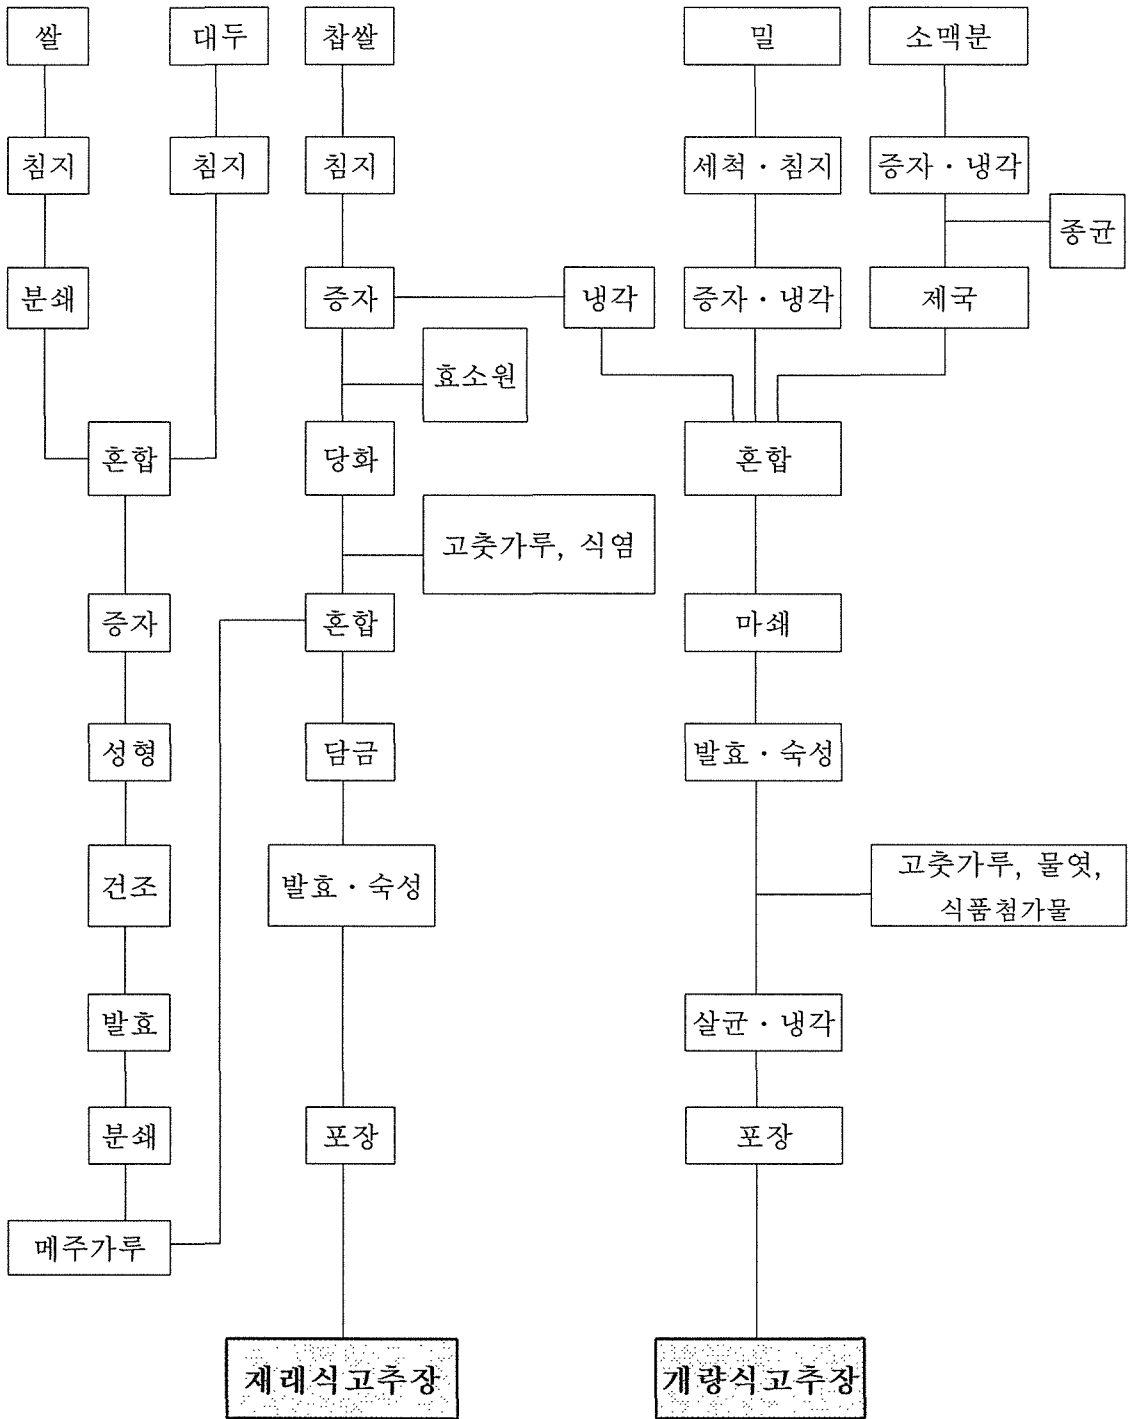 쌀
대두
찹쌀
밀
소맥분
침지
침지
침지
세척 · 침지
증자 · 냉각
종균
분쇄
증자
냉각
증자 · 냉각
제국
효소원
혼합
당화
혼합
고춧가루, 식염
증자
혼합
마쇄
성형
담금
발효 · 숙성
건조
발효 · 숙성
고춧가루, 물엿,
식품첨가물
발효
살균 · 냉각
분쇄
포장
포장
메주가루
재래식고추장
개량식고추장